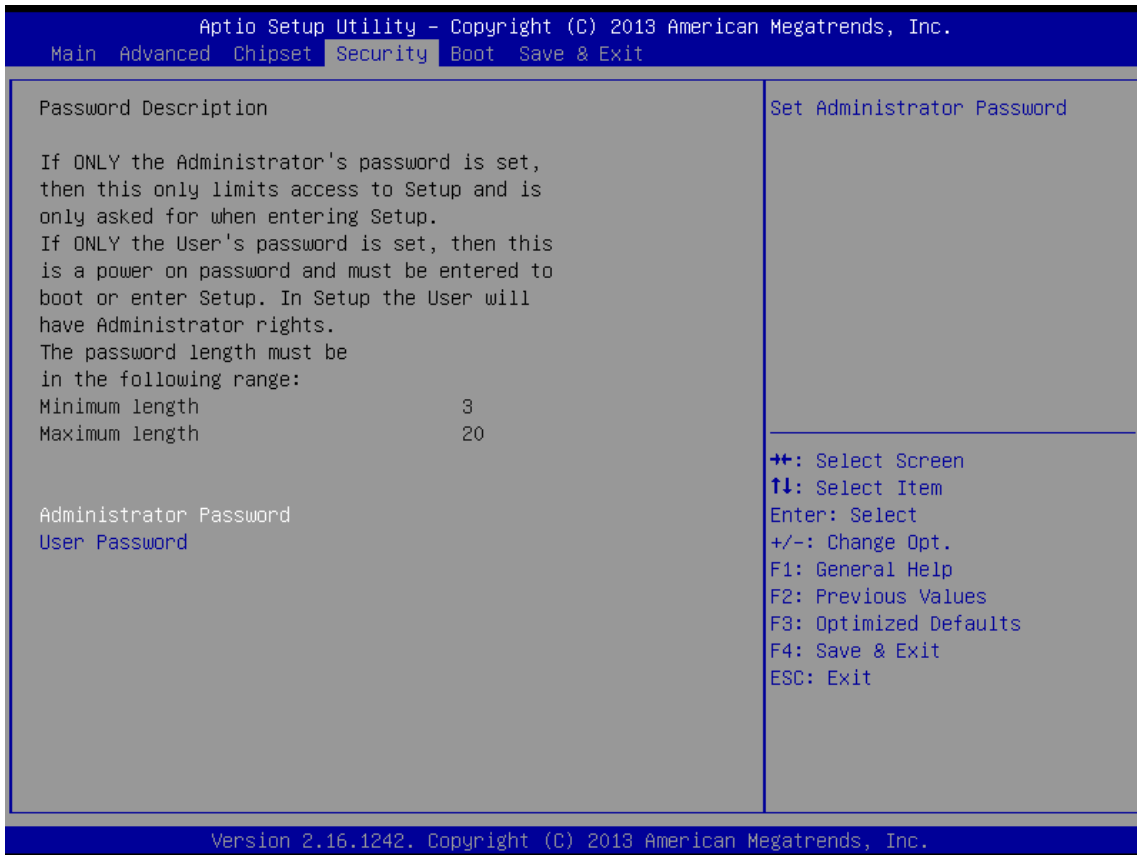 Aptio Setup Utility – Copyright (C) 2013 American Megatrends, Inc.
Main Advanced Chipset Security Boot Save & Exit
Password Description
If ONLY the Administrator's password is set,
then this only limits access to Setup and is
only asked for when entering Setup.
If ONLY the User's password is set, then this
is a power on password and must be entered to
boot or enter Setup. In Setup the User will
have Administrator rights.
The password length must be
in the following range:
Minimum length 3
Maximum length 20
Administrator Password
User Password
Set Administrator Password
→←: Select Screen
↑↓: Select Item
Enter: Select
+/-: Change Opt.
F1: General Help
F2: Previous Values
F3: Optimized Defaults
F4: Save & Exit
ESC: Exit
Version 2.16.1242. Copyright (C) 2013 American Megatrends, Inc.